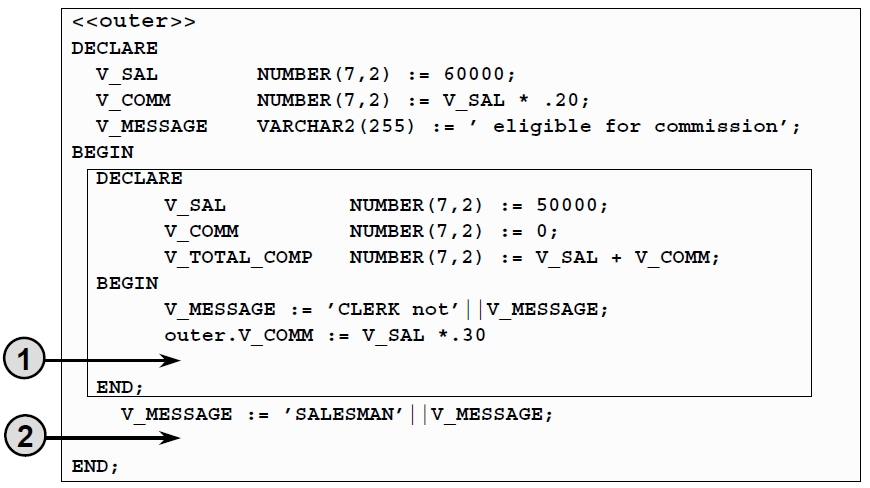 <<outer>>
DECLARE
V_SAL NUMBER(7,2) := 60000;
V_COMM NUMBER(7,2) := V_SAL * .20;
V_MESSAGE VARCHAR2(255) := ’ eligible for commission’;
BEGIN
DECLARE
V_SAL NUMBER(7,2) := 50000;
V_COMM NUMBER(7,2) := 0;
V_TOTAL_COMP NUMBER(7,2) := V_SAL + V_COMM;
BEGIN
V_MESSAGE := ’CLERK not’||V_MESSAGE;
outer.V_COMM := V_SAL *.30
1
END;
V_MESSAGE := ’SALESMAN’||V_MESSAGE;
2
END;